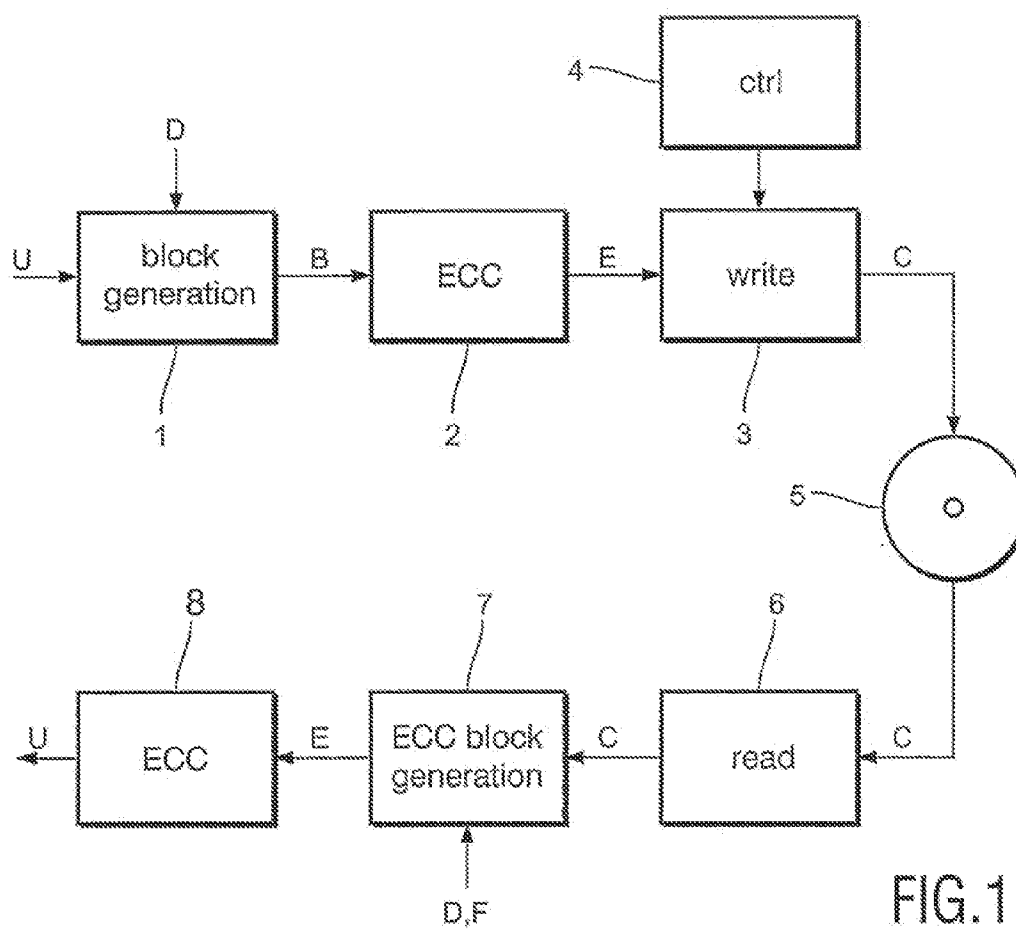 4
ctrl
D
U
block
generation
B
ECC
E
write
C
1
2
3
5
8
7
6
U
ECC
E
ECC block
generation
C
read
C
D,F
FIG.1